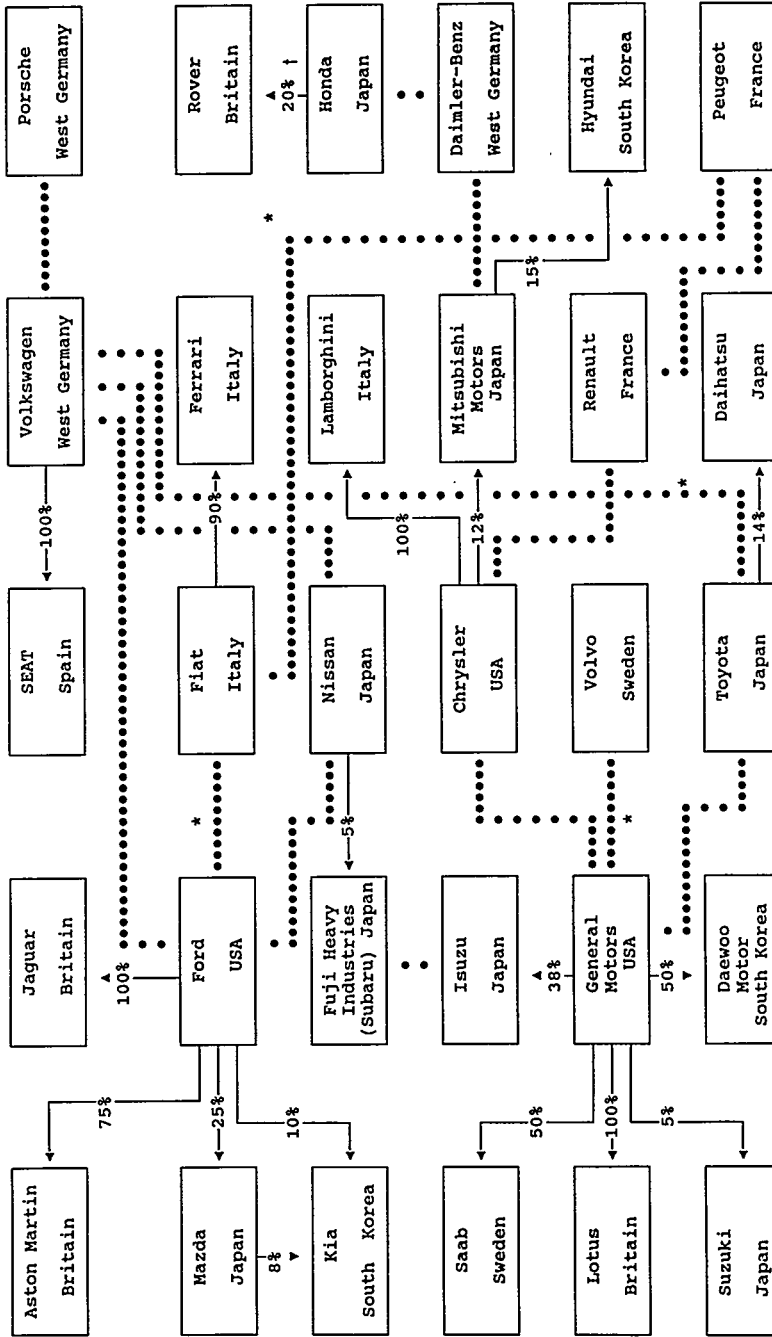 Aston Martin
Britain
75%
Jaguar
Britain
100%
SEAT
Spain
100%
Volkswagen
West Germany
Porsche
West Germany
Mazda
Japan
25%
Ford
USA
*
Fiat
Italy
90%
Ferrari
Italy
Rover
Britain
8%
10%
20% †
Kia
South Korea
Fuji Heavy
Industries
(Subaru) Japan
5%
Nissan
Japan
Lamborghini
Italy
*
Honda
Japan
100%
Saab
Sweden
50%
Isuzu
Japan
Chrysler
USA
12%
Mitsubishi
Motors
Japan
Daimler-Benz
West Germany
38%
15%
Lotus
Britain
100%
General
Motors
USA
*
Volvo
Sweden
Renault
France
Hyundai
South Korea
5%
50%
*
Suzuki
Japan
Daewoo
Motor
South Korea
Toyota
Japan
14%
Daihatsu
Japan
Peugeot
France